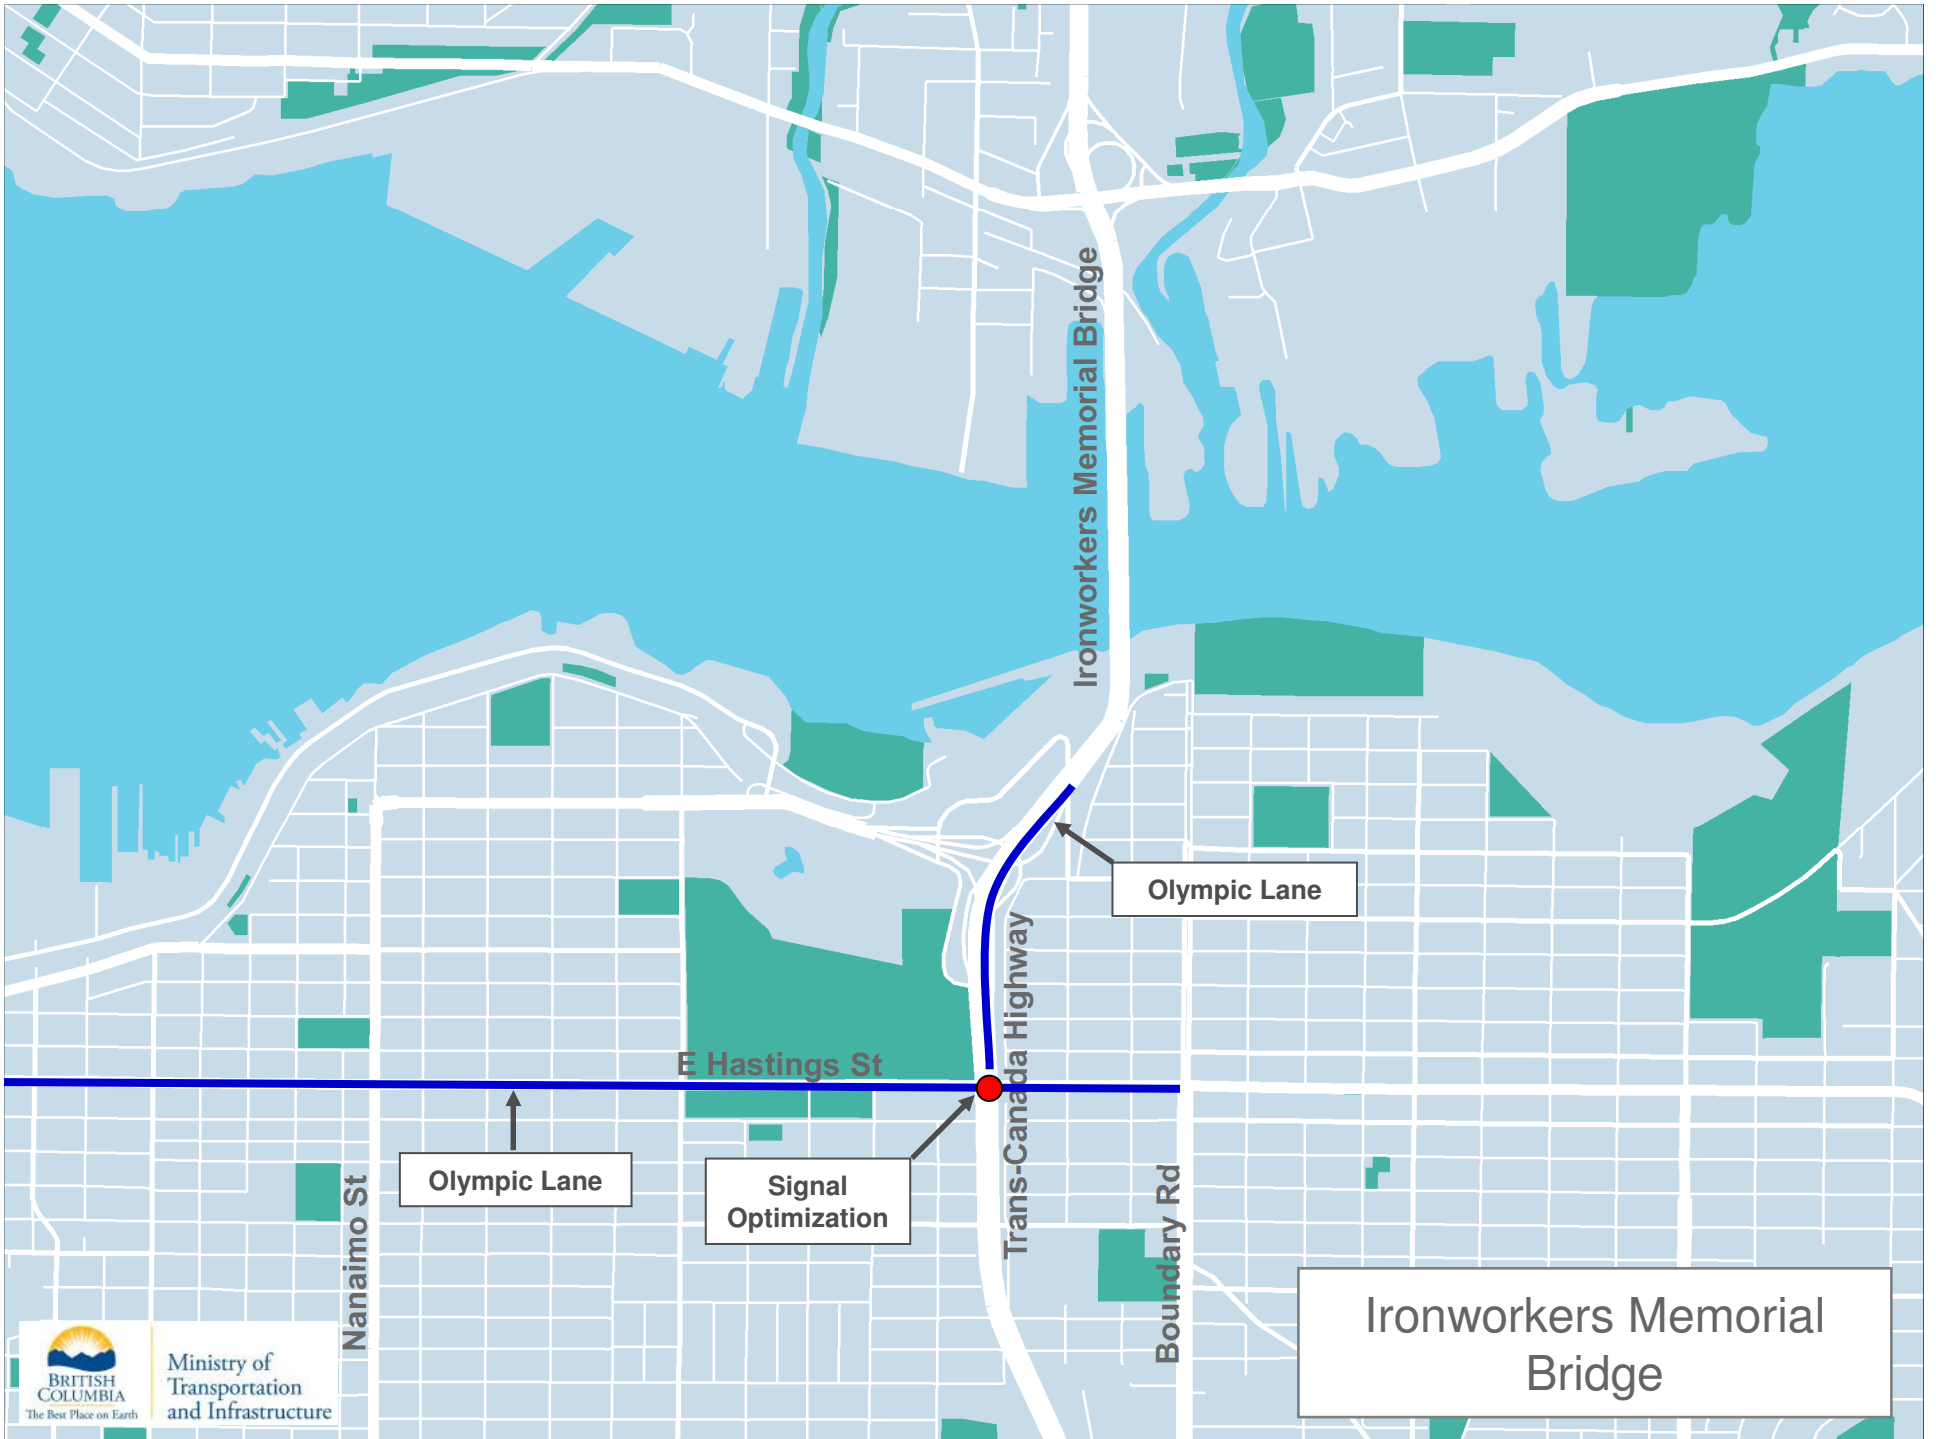 Ironworkers Memorial Bridge
Olympic Lane
Trans-Canada Highway
E Hastings St
Olympic Lane
Signal
Optimization
Nanaimo St
Boundary Rd
Ironworkers Memorial
Bridge
BRITISH
COLUMBIA
The Best Place on Earth
Ministry of
Transportation
and Infrastructure